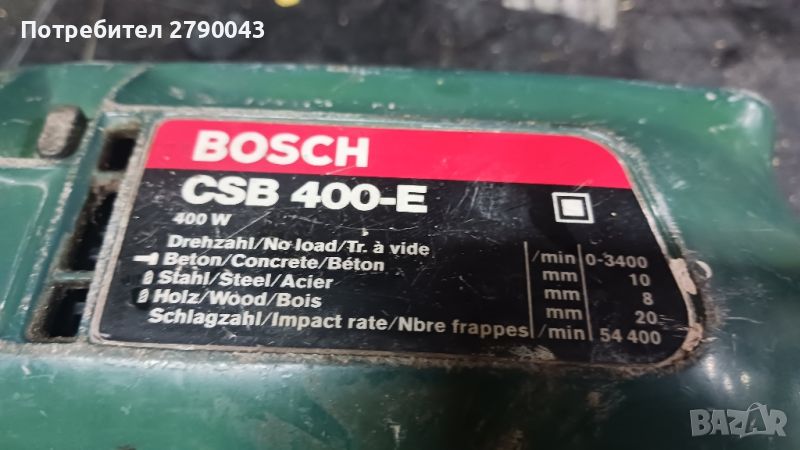 Потребител 2790043
BOSCH
CSB 400-E
400 W
Drehzahl/No load/Tr. à vide /min 0-3400
Beton/Concrete/Béton mm 10
Stahl/Steel/Acier mm 8
Holz/Wood/Bois mm 20
Schlagzahl/Impact rate/Nbre frappes /min 54 400
BAZAR